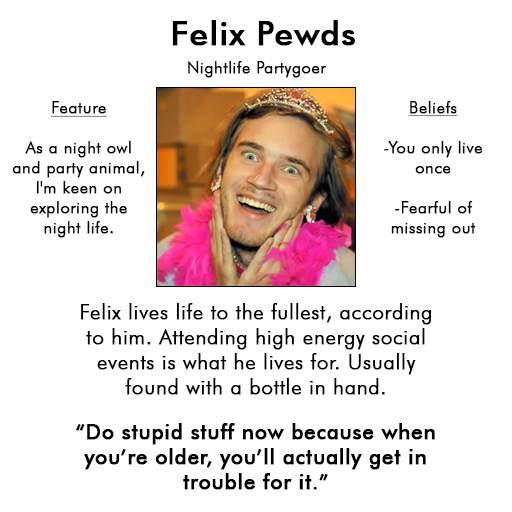 Felix Pewds
Nightlife Partygoer
Feature
As a night owl
and party animal,
I'm keen on
exploring the
night life.
Beliefs
-You only live
once
-Fearful of
missing out
Felix lives life to the fullest, according
to him. Attending high energy social
events is what he lives for. Usually
found with a bottle in hand.
“Do stupid stuff now because when
you’re older, you’ll actually get in
trouble for it.”